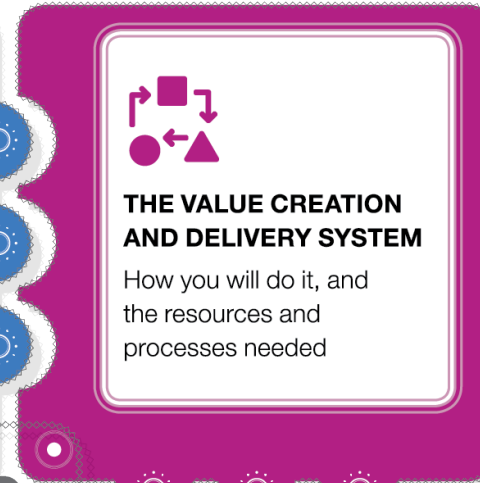 THE VALUE CREATION
AND DELIVERY SYSTEM
How you will do it, and
the resources and
processes needed